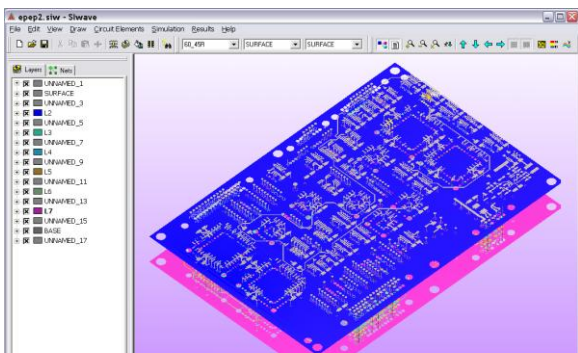 epep2.siw - SIwave
File Edit View Draw Circuit Elements Simulation Results Help
60_45R SURFACE SURFACE
Layers Nets
UNNAMED_1
SURFACE
UNNAMED_3
L2
UNNAMED_5
L3
UNNAMED_7
L4
UNNAMED_9
L5
UNNAMED_11
L6
UNNAMED_13
L7
UNNAMED_15
BASE
UNNAMED_17